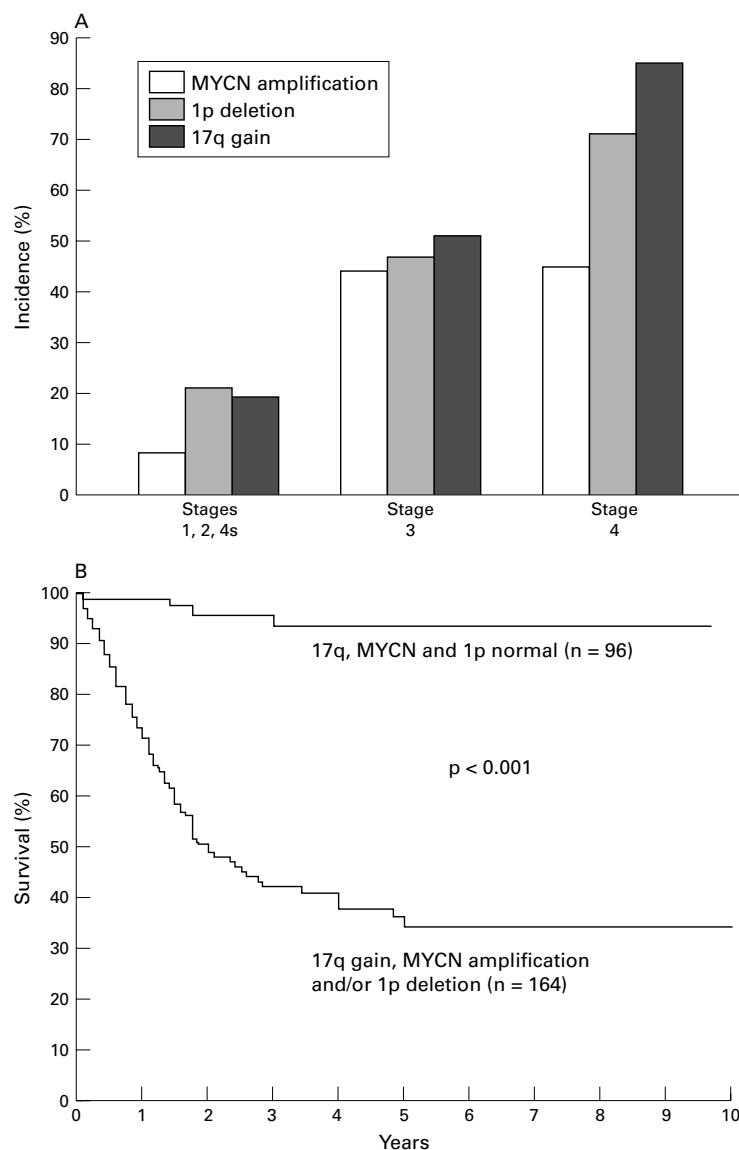 A
90
80
70
60
50
40
30
20
10
0
Incidence (%)
MYCN amplification
1p deletion
17q gain
Stages
1, 2, 4s
Stage
3
Stage
4
B
100
90
80
70
60
50
40
30
20
10
0
Survival (%)
17q, MYCN and 1p normal (n = 96)
p < 0.001
17q gain, MYCN amplification
and/or 1p deletion (n = 164)
0 1 2 3 4 5 6 7 8 9 10
Years